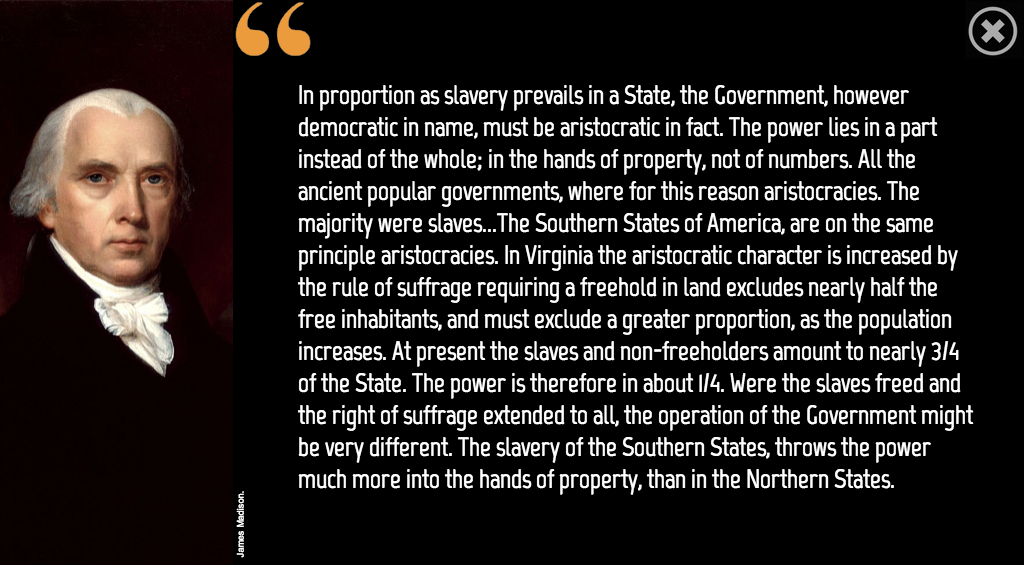 “
In proportion as slavery prevails in a State, the Government, however
democratic in name, must be aristocratic in fact. The power lies in a part
instead of the whole; in the hands of property, not of numbers. All the
ancient popular governments, where for this reason aristocracies. The
majority were slaves...The Southern States of America, are on the same
principle aristocracies. In Virginia the aristocratic character is increased by
the rule of suffrage requiring a freehold in land excludes nearly half the
free inhabitants, and must exclude a greater proportion, as the population
increases. At present the slaves and non-freeholders amount to nearly 3/4
of the State. The power is therefore in about 1/4. Were the slaves freed and
the right of suffrage extended to all, the operation of the Government might
be very different. The slavery of the Southern States, throws the power
much more into the hands of property, than in the Northern States.
James Madison.